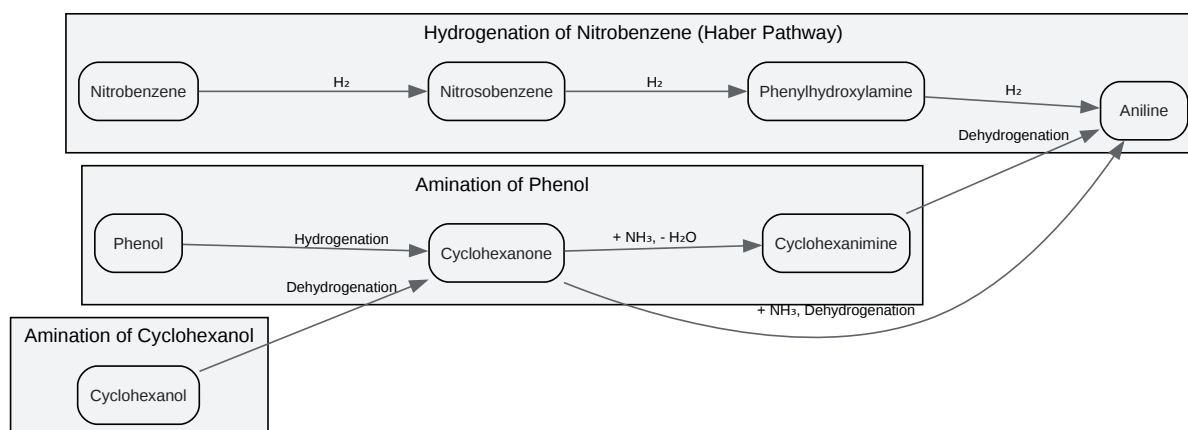 Hydrogenation of Nitrobenzene (Haber Pathway)
Nitrobenzene
H₂
Nitrosobenzene
H₂
Phenylhydroxylamine
H₂
Aniline
Dehydrogenation
Amination of Phenol
Phenol
Hydrogenation
Cyclohexanone
+ NH₃, - H₂O
Cyclohexanimine
Dehydrogenation
+ NH₃, Dehydrogenation
Amination of Cyclohexanol
Cyclohexanol